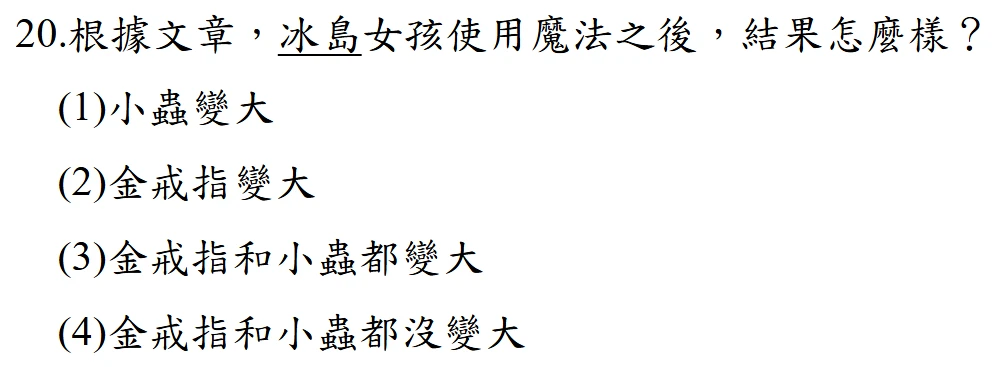 20.根據文章，冰島女孩使用魔法之後，結果怎麼樣？
(1)小蟲變大
(2)金戒指變大
(3)金戒指和小蟲都變大
(4)金戒指和小蟲都沒變大